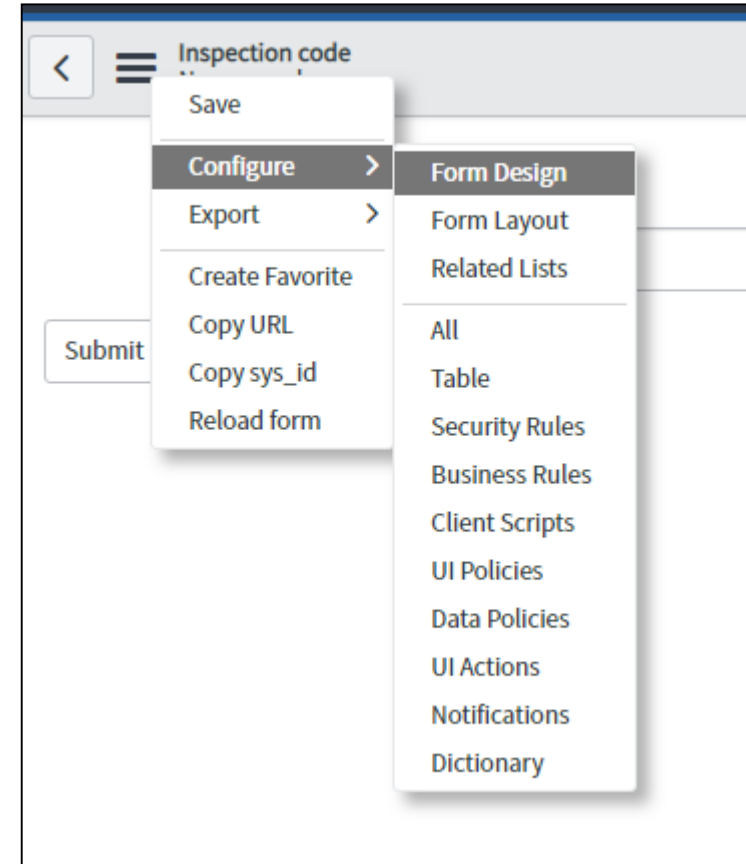 Inspection code
Save
Configure
Export
Create Favorite
Copy URL
Copy sys_id
Reload form
Submit
Form Design
Form Layout
Related Lists
All
Table
Security Rules
Business Rules
Client Scripts
UI Policies
Data Policies
UI Actions
Notifications
Dictionary